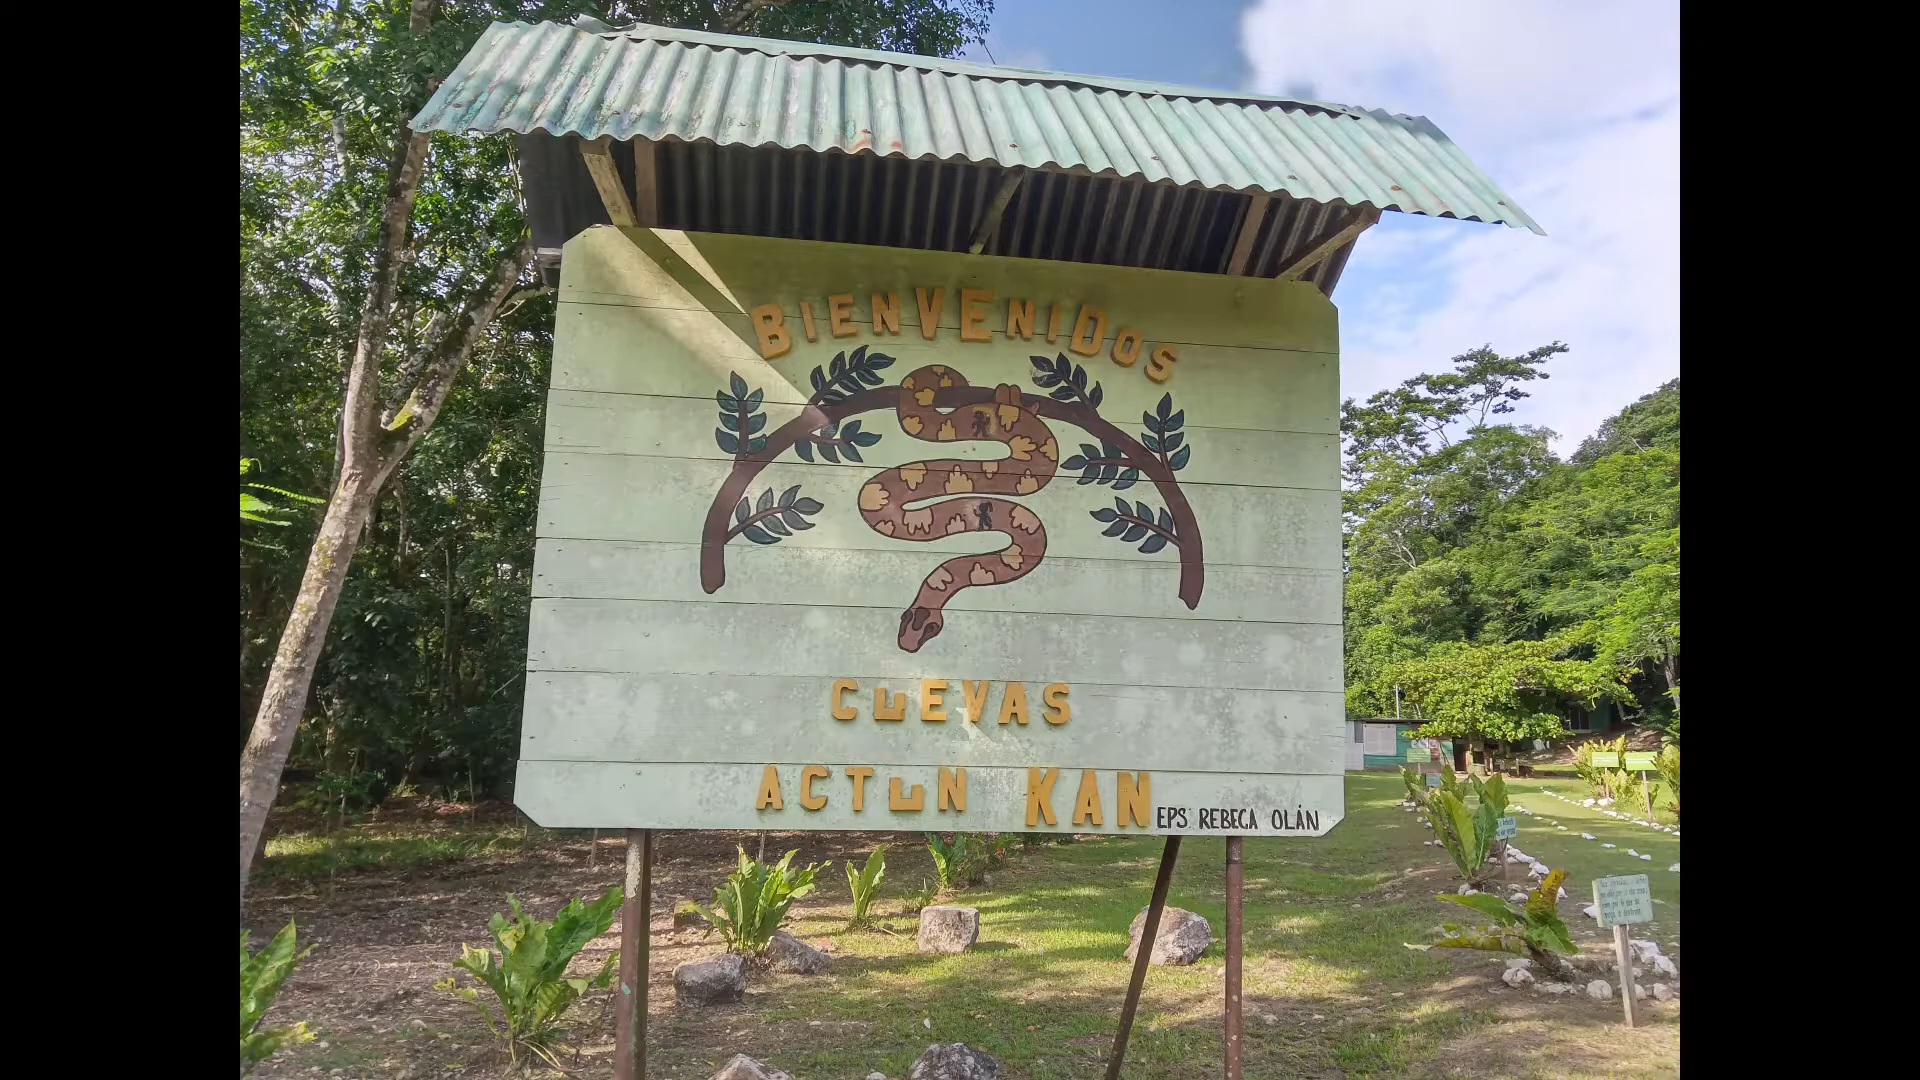 BIENVENIDOS
CUEVAS
ACTUN KAN
EPS REBECA OLÁN